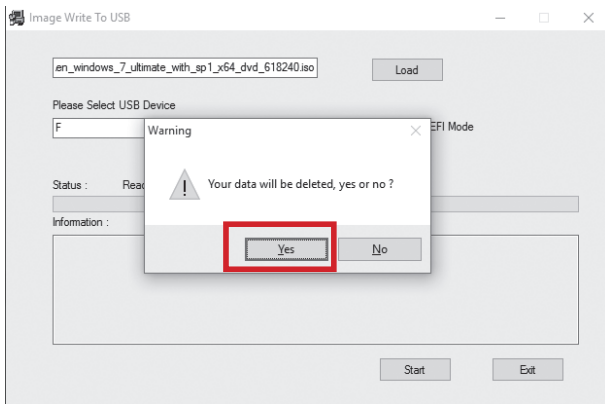 Image Write To USB
.en_windows_7_ultimate_with_sp1_x64_dvd_618240.iso
Load
Please Select USB Device
F
EFI Mode
Warning
Your data will be deleted, yes or no ?
Yes
No
Status :
Information :
Start
Exit